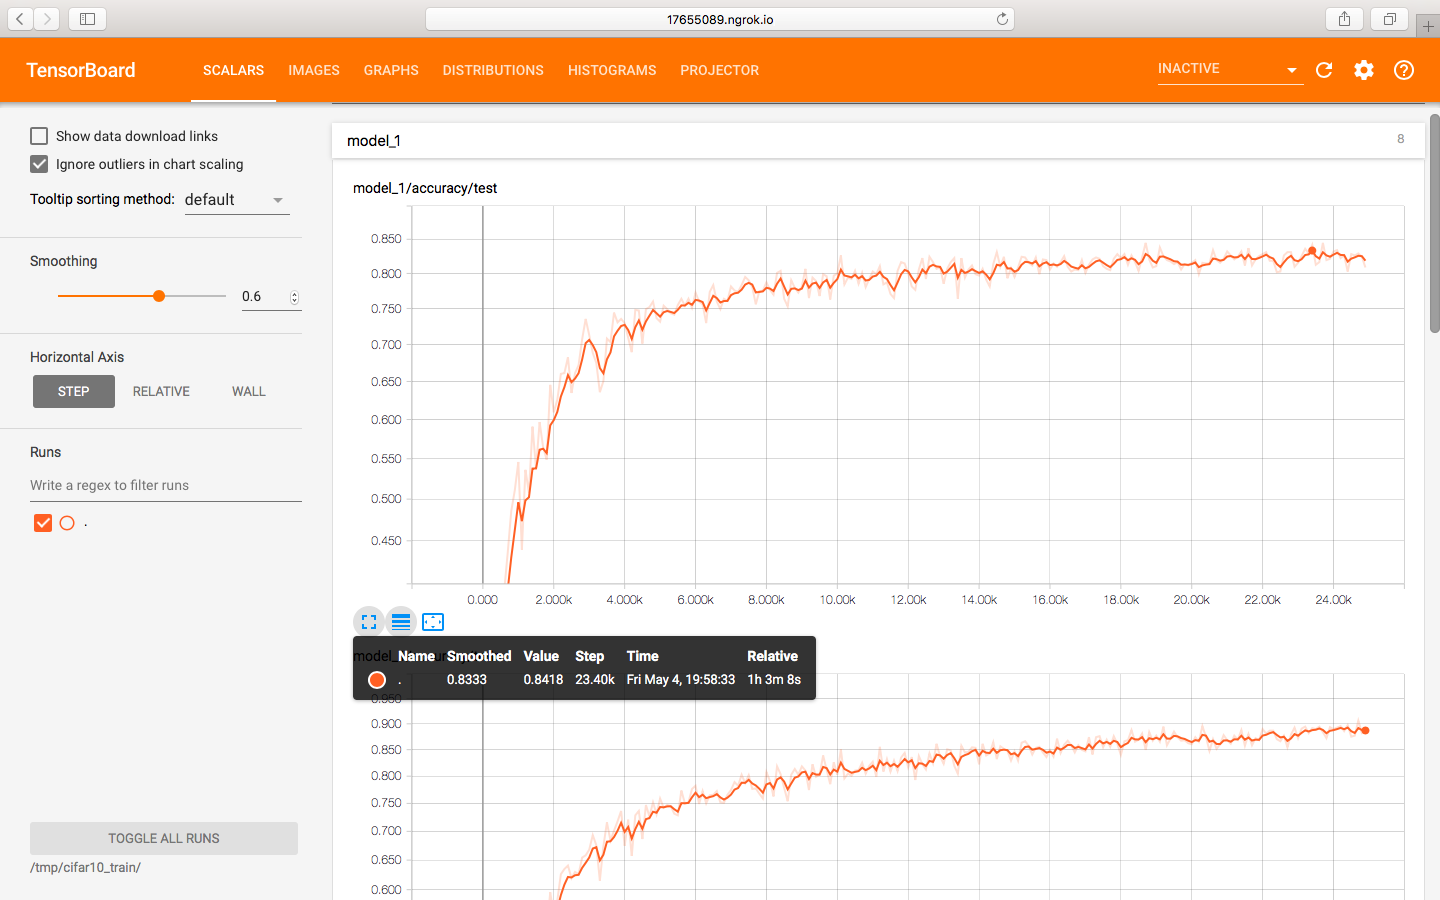 17655089.ngrok.io
TensorBoard
SCALARS IMAGES GRAPHS DISTRIBUTIONS HISTOGRAMS PROJECTOR
INACTIVE
Show data download links
Ignore outliers in chart scaling
Tooltip sorting method: default
Smoothing
0.6
Horizontal Axis
STEP RELATIVE WALL
Runs
Write a regex to filter runs
.
TOGGLE ALL RUNS
/tmp/cifar10_train/
model_1 8
model_1/accuracy/test
0.850
0.800
0.750
0.700
0.650
0.600
0.550
0.500
0.450
0.000 2.000k 4.000k 6.000k 8.000k 10.00k 12.00k 14.00k 16.00k 18.00k 20.00k 22.00k 24.00k
Name Smoothed Value Step Time Relative
. 0.8333 0.8418 23.40k Fri May 4, 19:58:33 1h 3m 8s
0.950
0.900
0.850
0.800
0.750
0.700
0.650
0.600